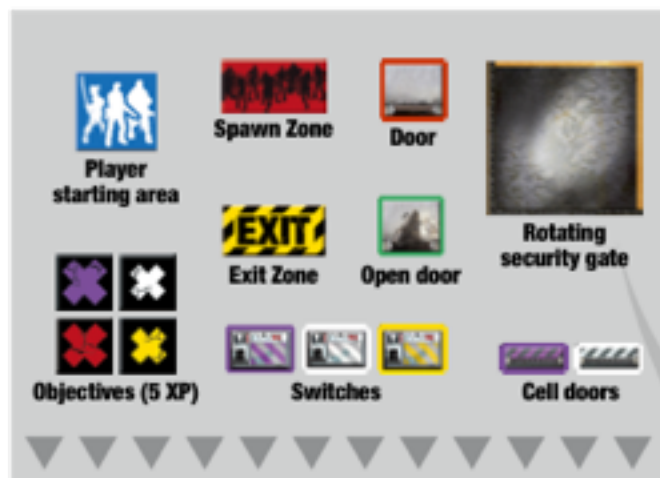 Player
starting area
Spawn Zone
Door
Rotating
security gate
EXIT
Exit Zone
Open door
Objectives (5 XP)
Switches
Cell doors